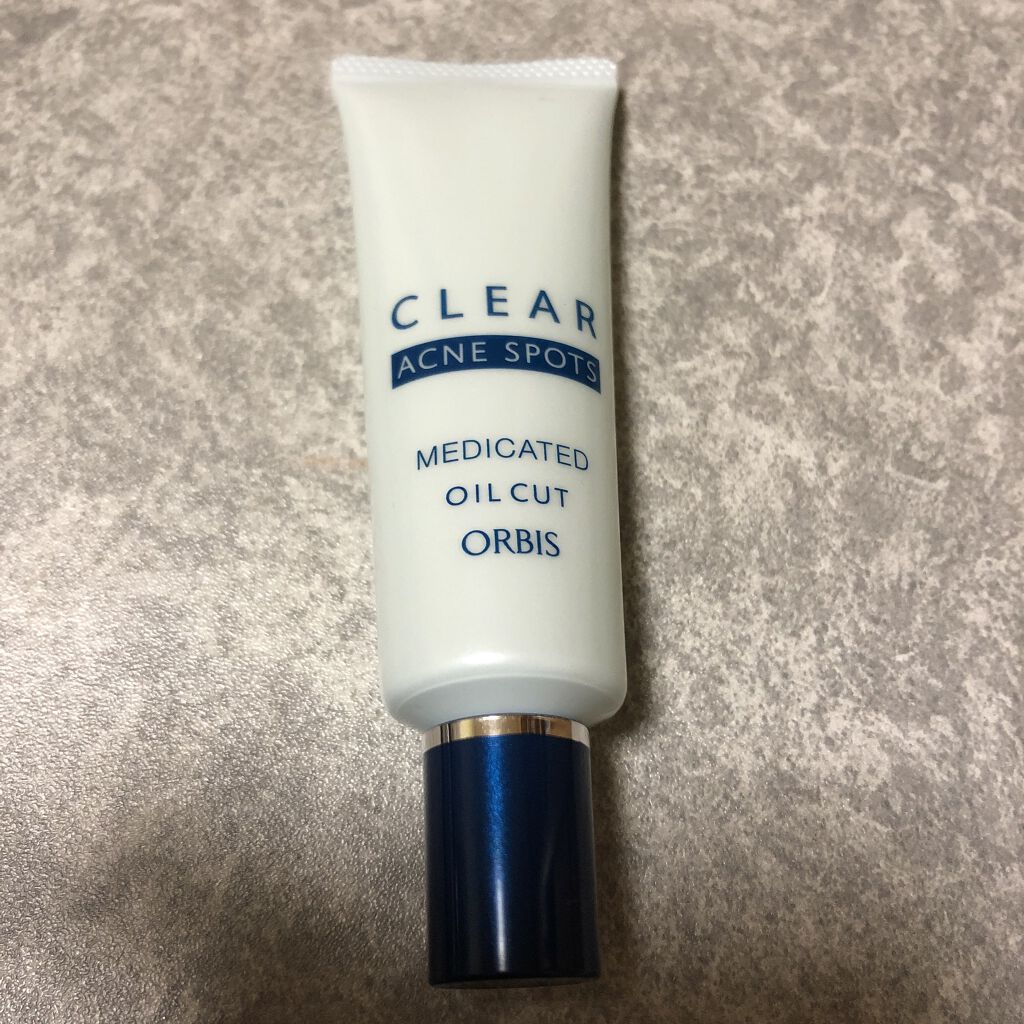 CLEAR
ACNE SPOTS
MEDICATED
OIL CUT
ORBIS